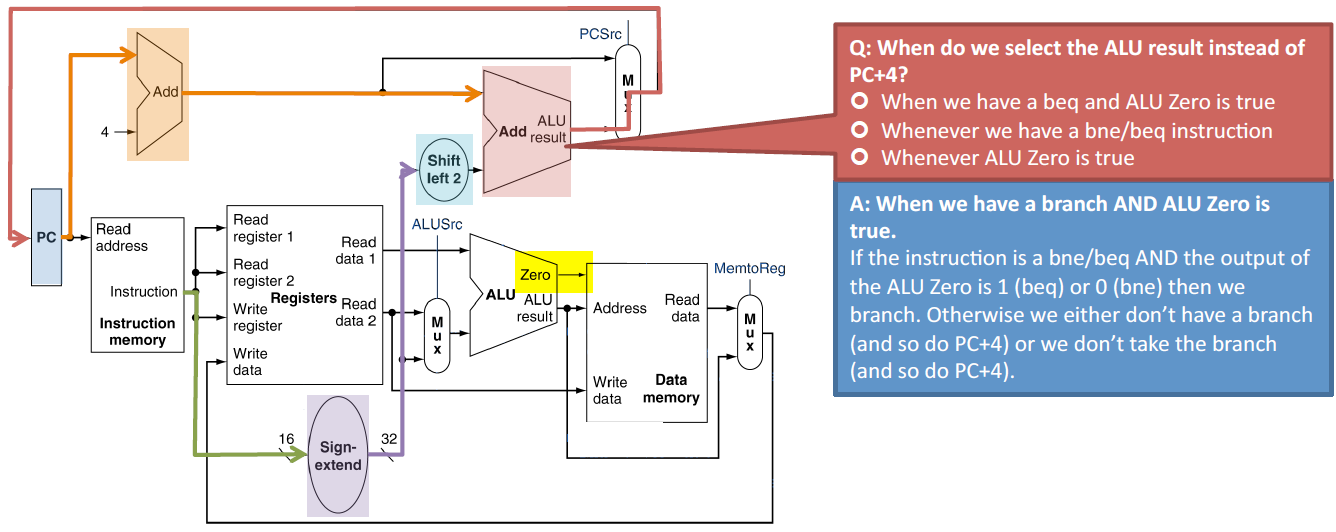 PCSrc
Add
4
M
u
x
Add
ALU
result
Shift
left 2
PC
Read
address
Instruction
Instruction
memory
Read
register 1
Read
register 2
Write
register
Write
data
Registers
Read
data 1
Read
data 2
ALUSrc
M
u
x
Zero
ALU
ALU
result
Address
Write
data
Read
data
Data
memory
MemtoReg
M
u
x
16
Sign-
extend
32
Q: When do we select the ALU result instead of
PC+4?
When we have a beq and ALU Zero is true
Whenever we have a bne/beq instruction
Whenever ALU Zero is true
A: When we have a branch AND ALU Zero is
true.
If the instruction is a bne/beq AND the output of
the ALU Zero is 1 (beq) or 0 (bne) then we
branch. Otherwise we either don’t have a branch
(and so do PC+4) or we don’t take the branch
(and so do PC+4).